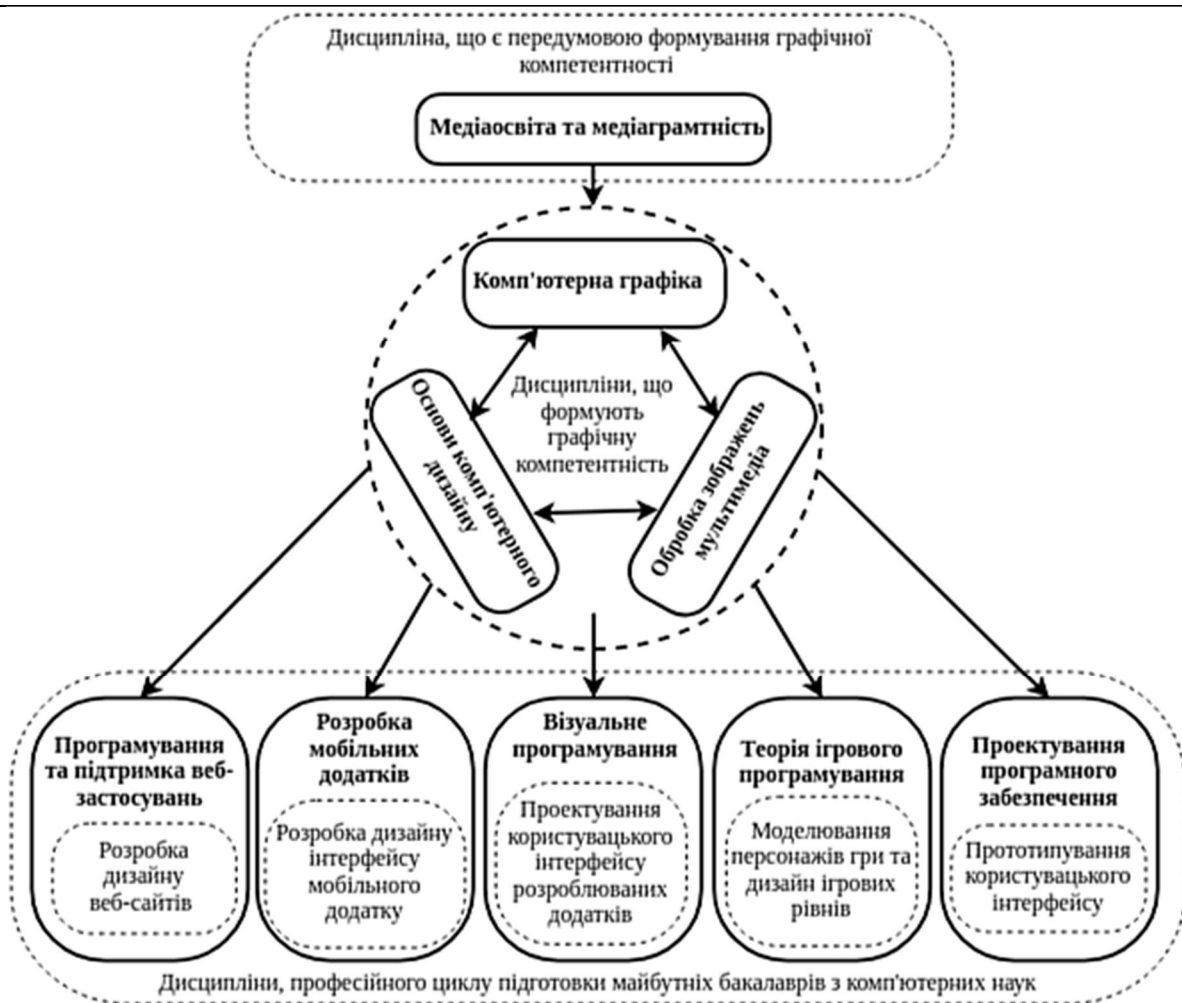 Дисципліна, що є передумовою формування графічної
компетентності
Медіаосвіта та медіаграмтність
Комп'ютерна графіка
Дисципліни, що
формують
графічну
компетентність
Основи комп'ютерного
дизайну
Обробка зображень
мультимедіа
Програмування
та підтримка веб-
застосувань
Розробка
дизайну
веб-сайтів
Розробка
мобільних
додатків
Розробка дизайну
інтерфейсу
мобільного
додатку
Візуальне
програмування
Проектування
користувацького
інтерфейсу
розроблюваних
додатків
Теорія ігрового
програмування
Моделювання
персонажів гри та
дизайн ігрових
рівнів
Проектування
програмного
забезпечення
Прототипування
користувацького
інтерфейсу
Дисципліни, професійного циклу підготовки майбутніх бакалаврів з комп'ютерних наук